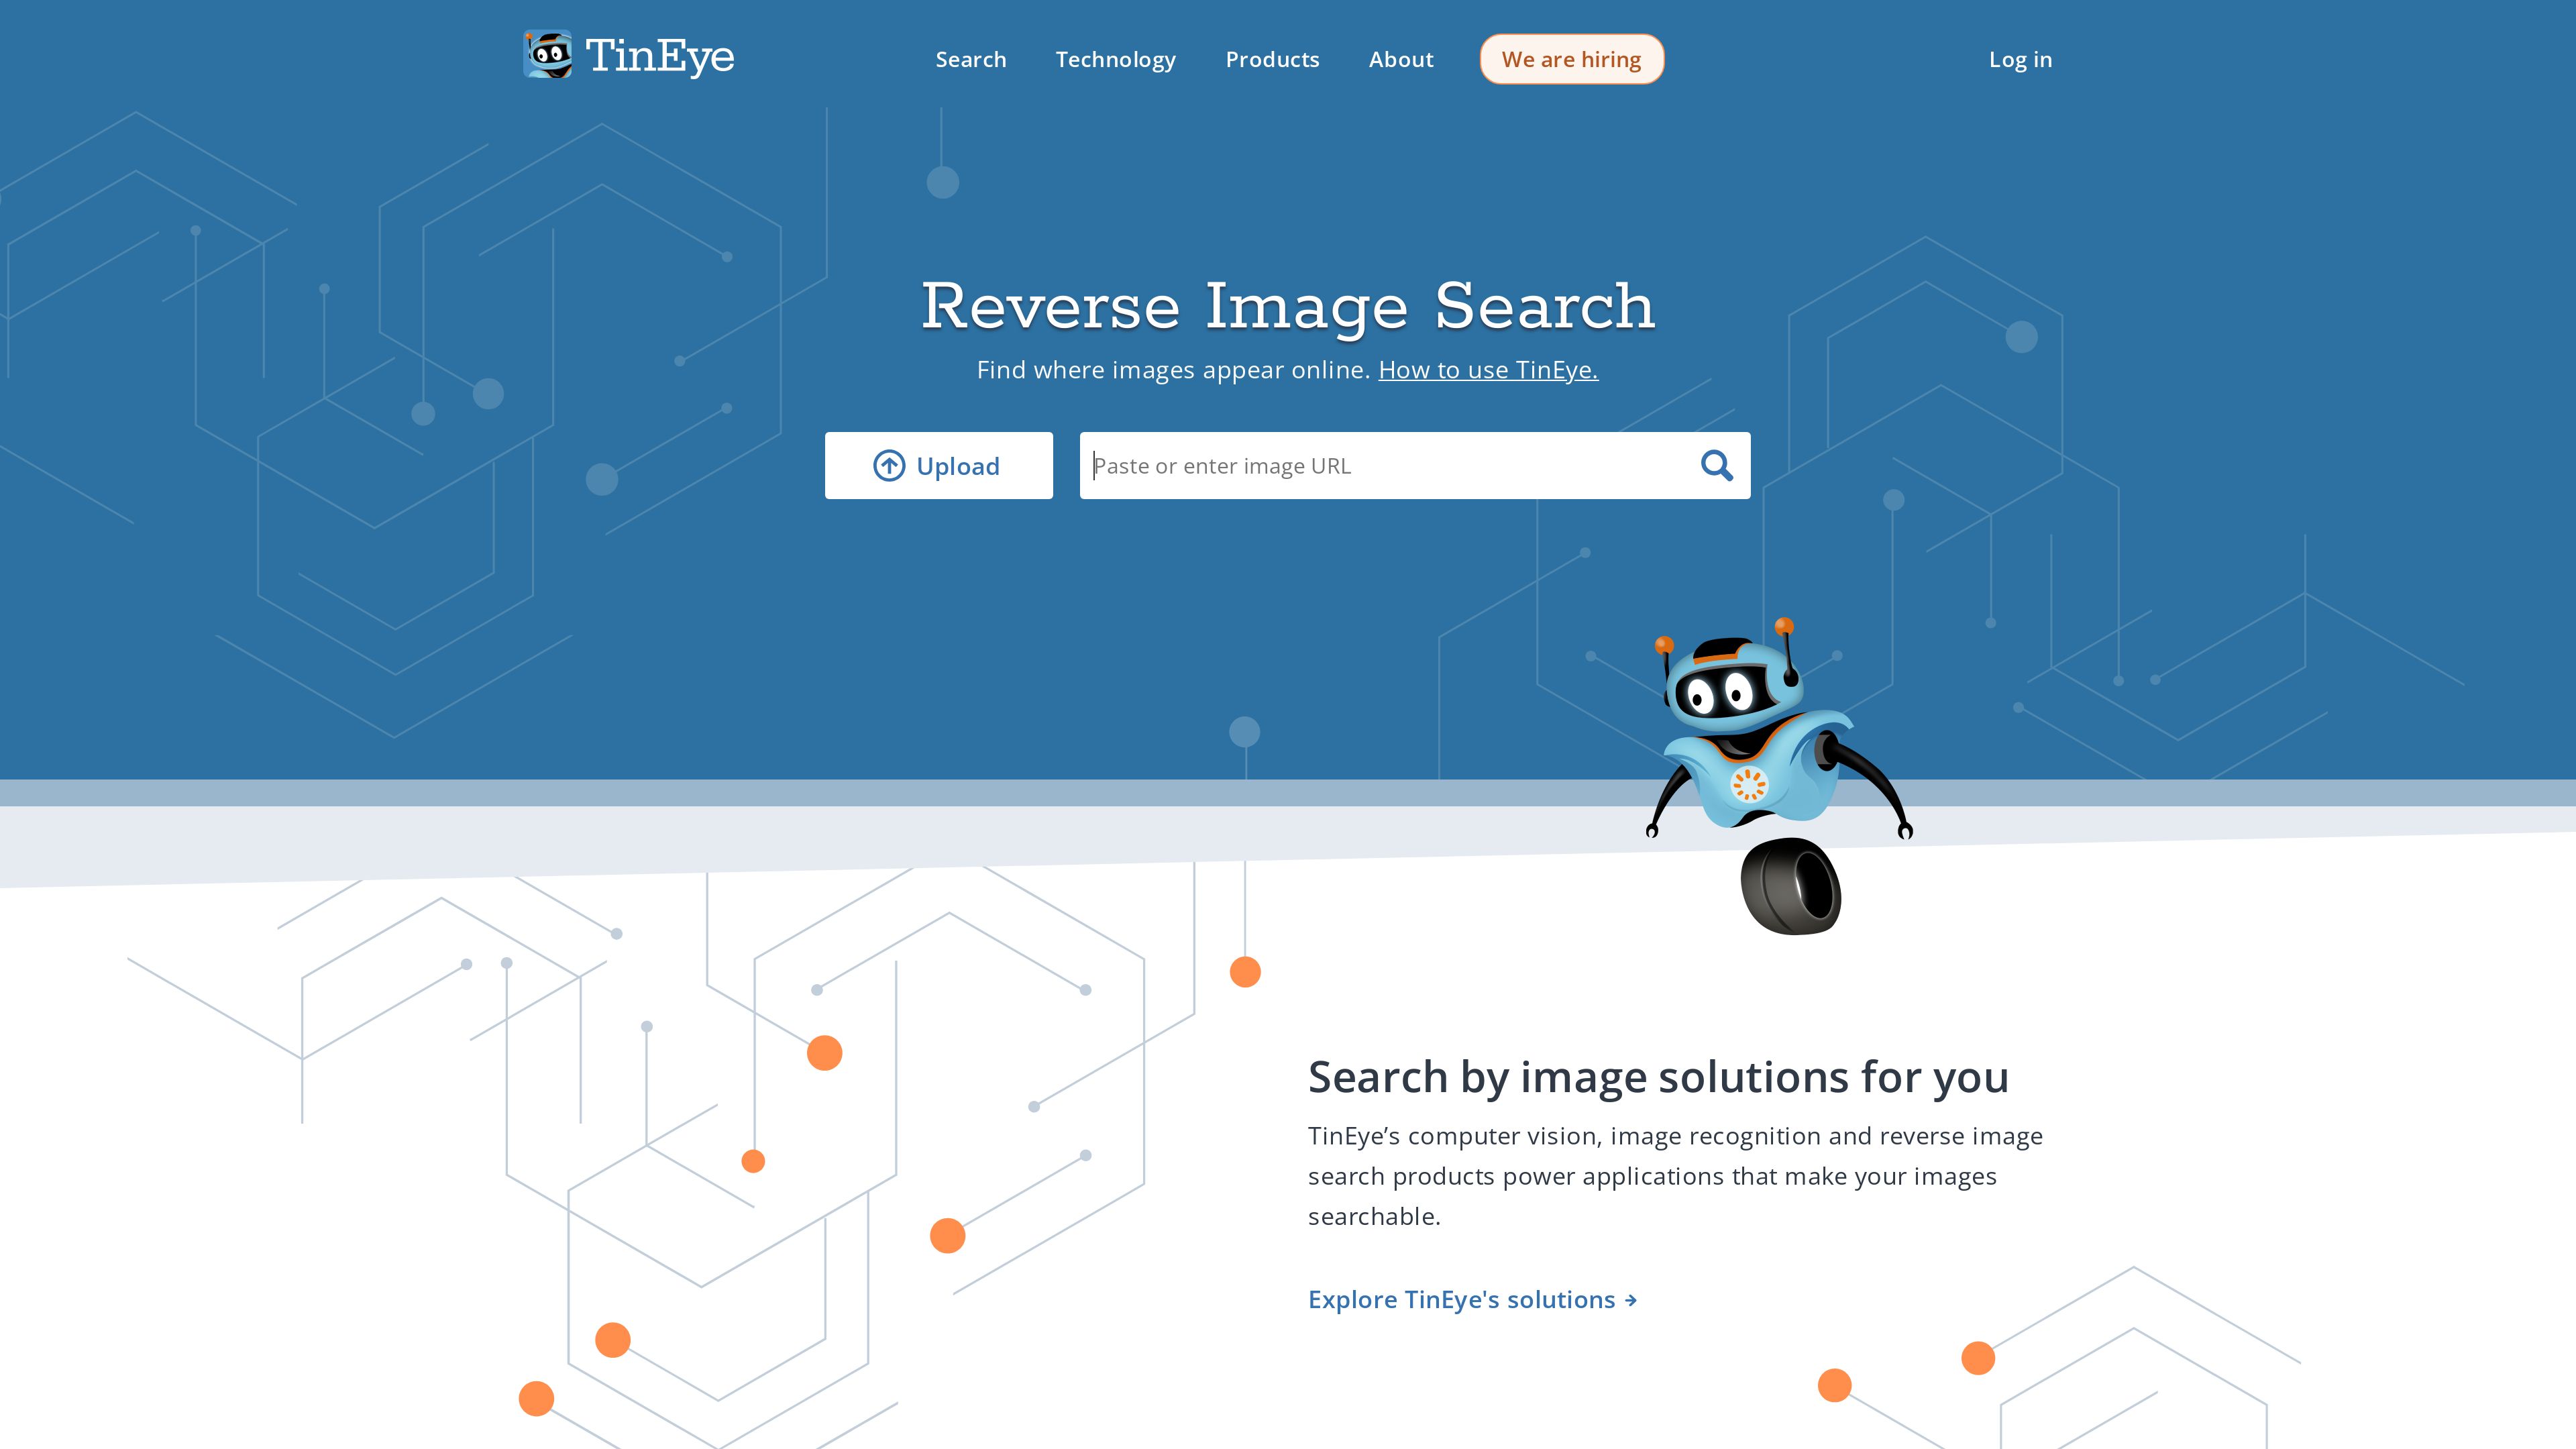 TinEye
Search
Technology
Products
About
We are hiring
Log in
Reverse Image Search
Find where images appear online. How to use TinEye.
Upload
Paste or enter image URL
Search by image solutions for you
TinEye’s computer vision, image recognition and reverse image
search products power applications that make your images
searchable.
Explore TinEye's solutions